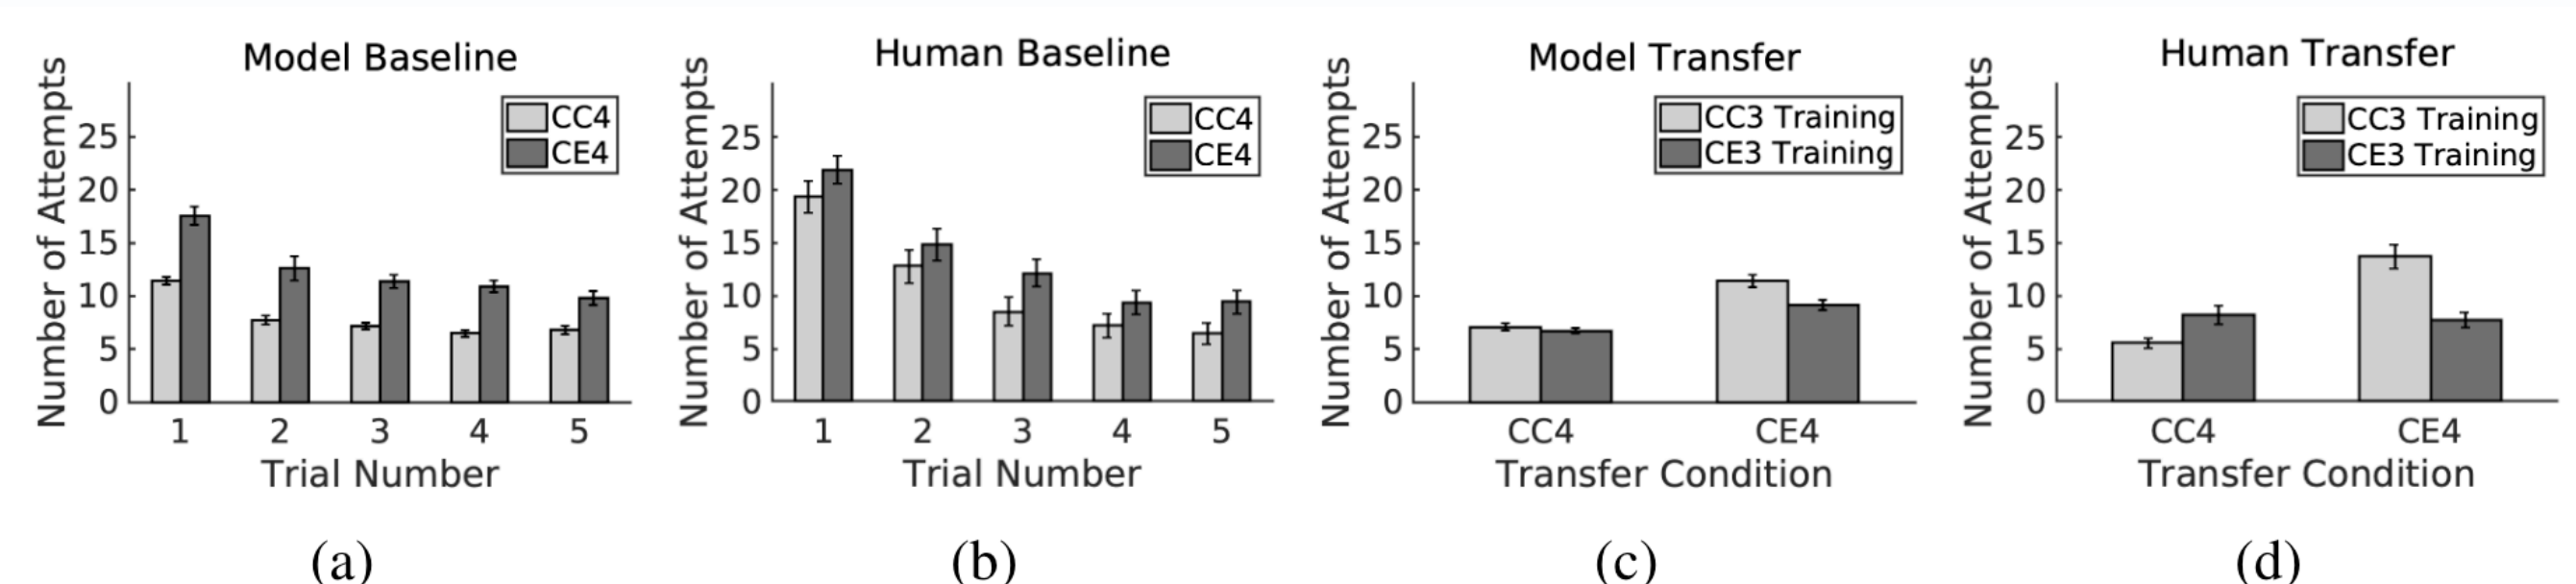 Model Baseline
Number of Attempts
25
20
15
10
5
0
CC4
CE4
1 2 3 4 5
Trial Number
(a)
Human Baseline
Number of Attempts
25
20
15
10
5
0
CC4
CE4
1 2 3 4 5
Trial Number
(b)
Model Transfer
Number of Attempts
25
20
15
10
5
0
CC3 Training
CE3 Training
CC4 CE4
Transfer Condition
(c)
Human Transfer
Number of Attempts
25
20
15
10
5
0
CC3 Training
CE3 Training
CC4 CE4
Transfer Condition
(d)